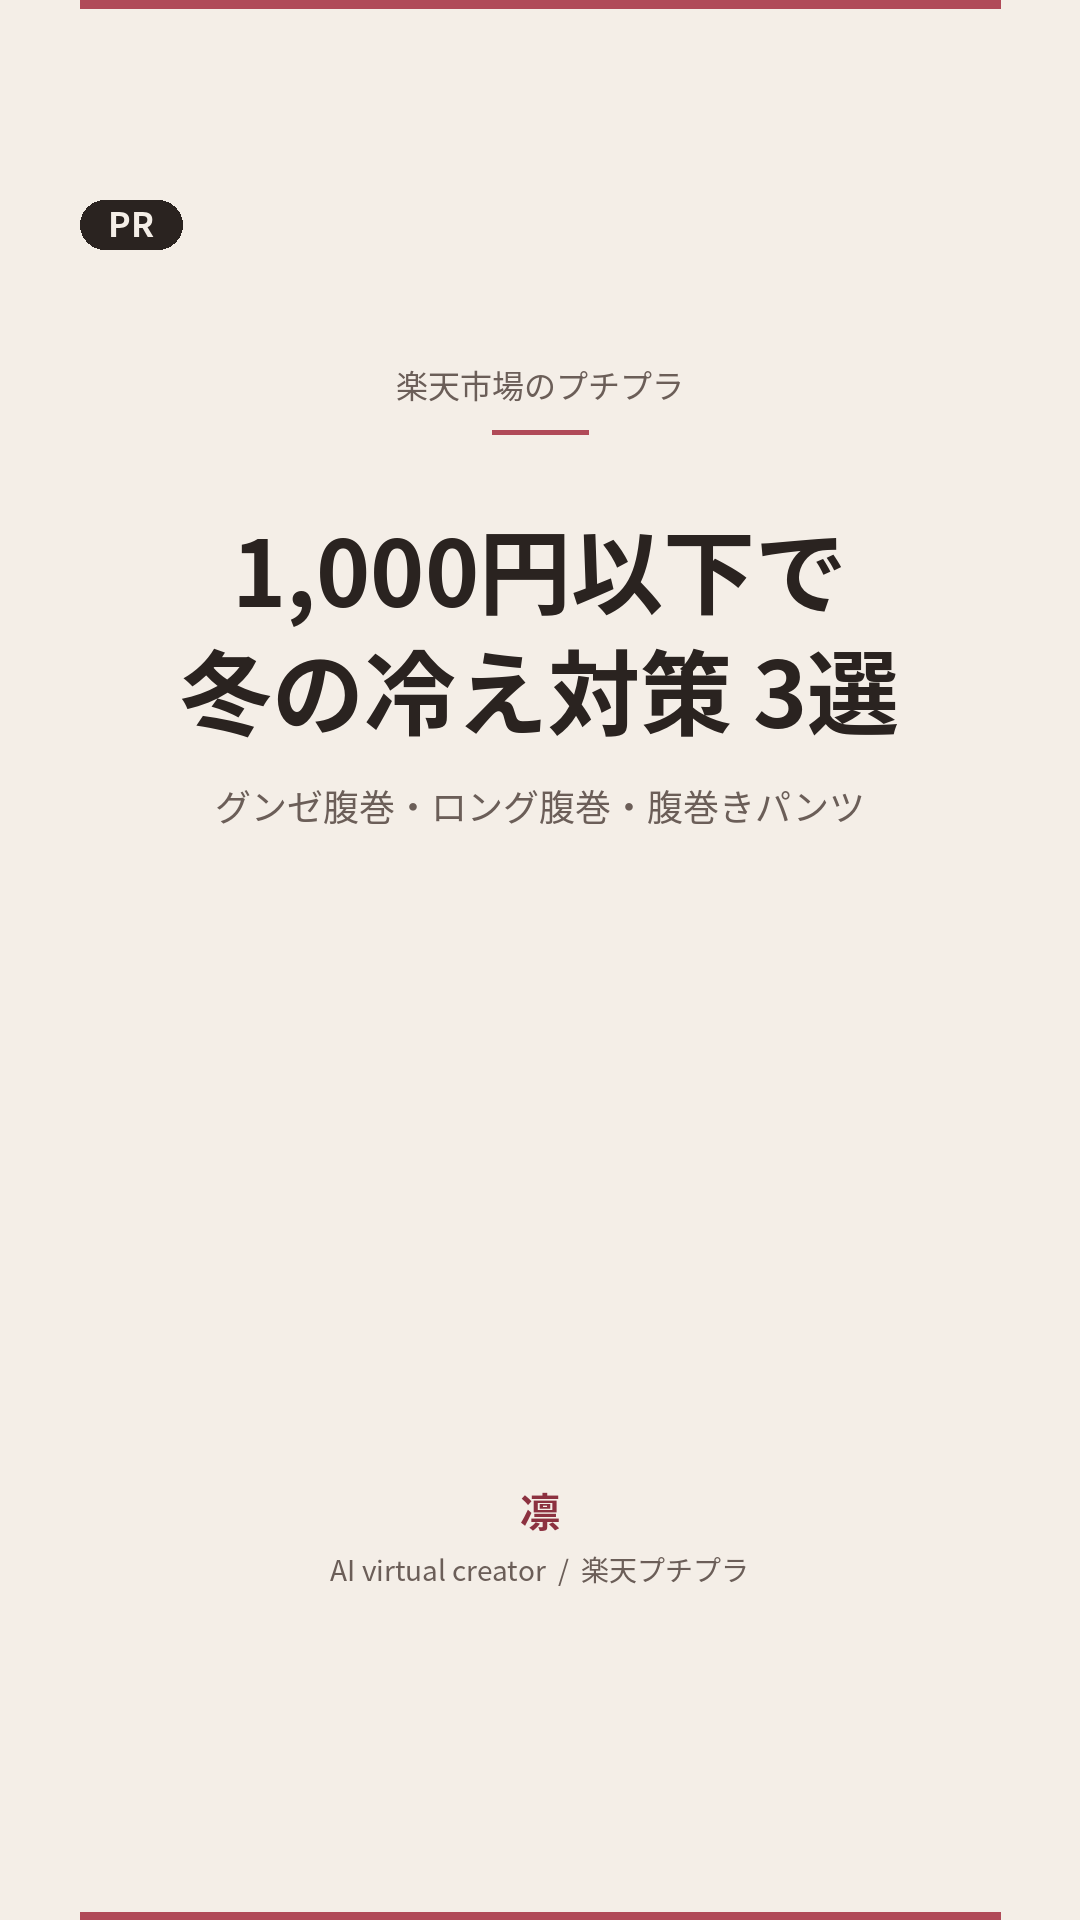 PR
楽天市場のプチプラ
1,000円以下で
冬の冷え対策 3選
グンゼ腹巻・ロング腹巻・腹巻きパンツ
凛
AI virtual creator / 楽天プチプラ